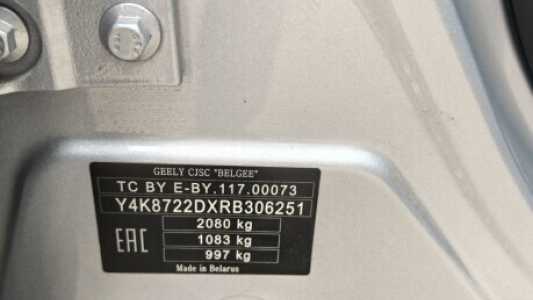 GEELY CJSC "BELGEE"
TC BY E-BY.117.00073
Y4K8722DXRB306251
2080 kg
1083 kg
997 kg
EAC
Made in Belarus